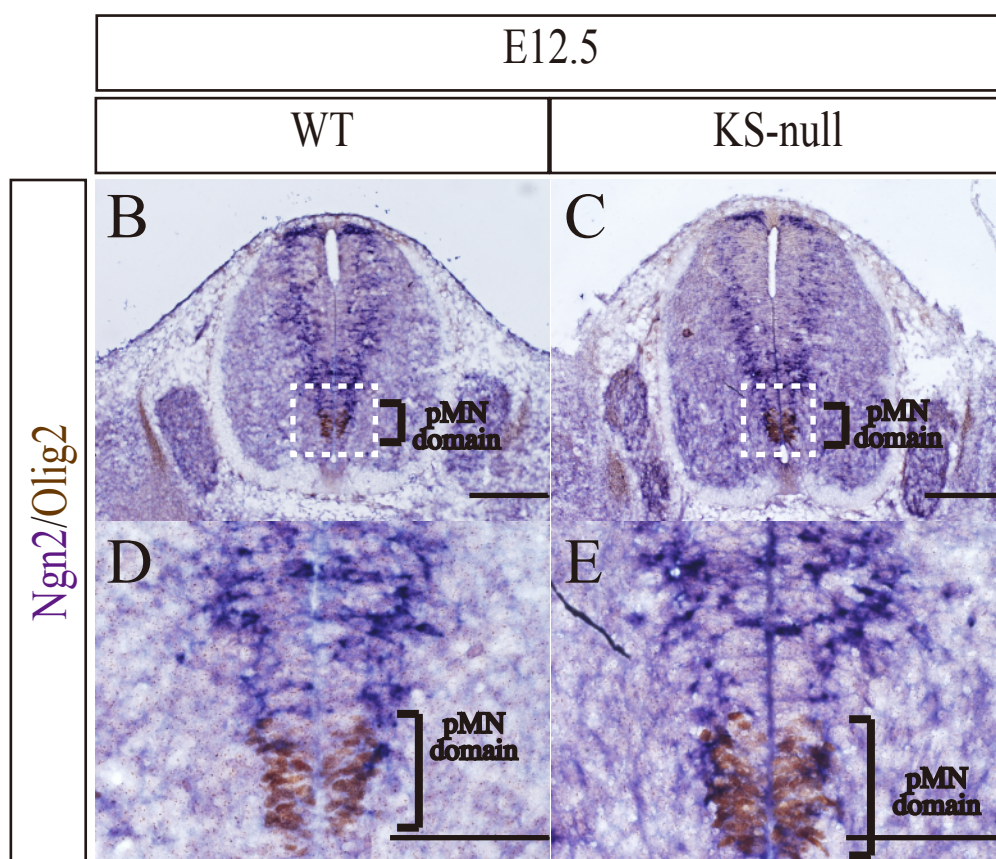 E12.5
WT
KS-null
Ngn2/Olig2
B
pMN
domain
C
pMN
domain
D
pMN
domain
E
pMN
domain